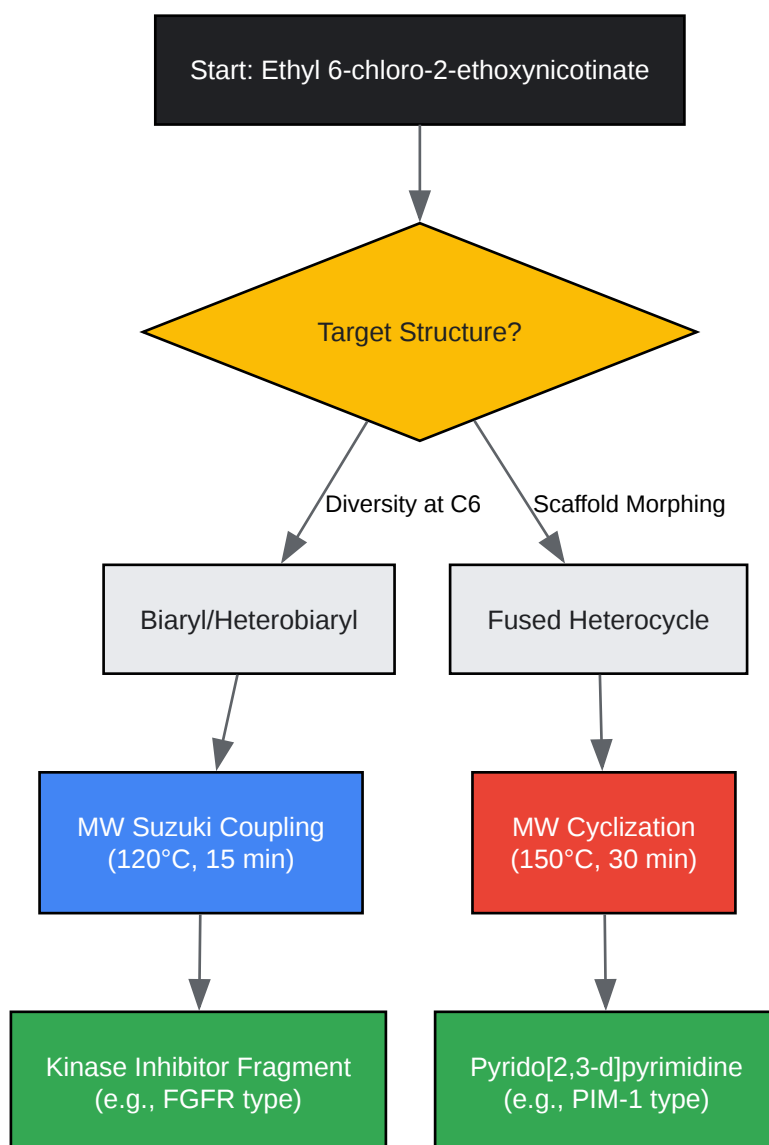 Start: Ethyl 6-chloro-2-ethoxynicotinate
Target Structure?
Diversity at C6
Scaffold Morphing
Biaryl/Heterobiaryl
Fused Heterocycle
MW Suzuki Coupling
(120°C, 15 min)
MW Cyclization
(150°C, 30 min)
Kinase Inhibitor Fragment
(e.g., FGFR type)
Pyrido[2,3-d]pyrimidine
(e.g., PIM-1 type)